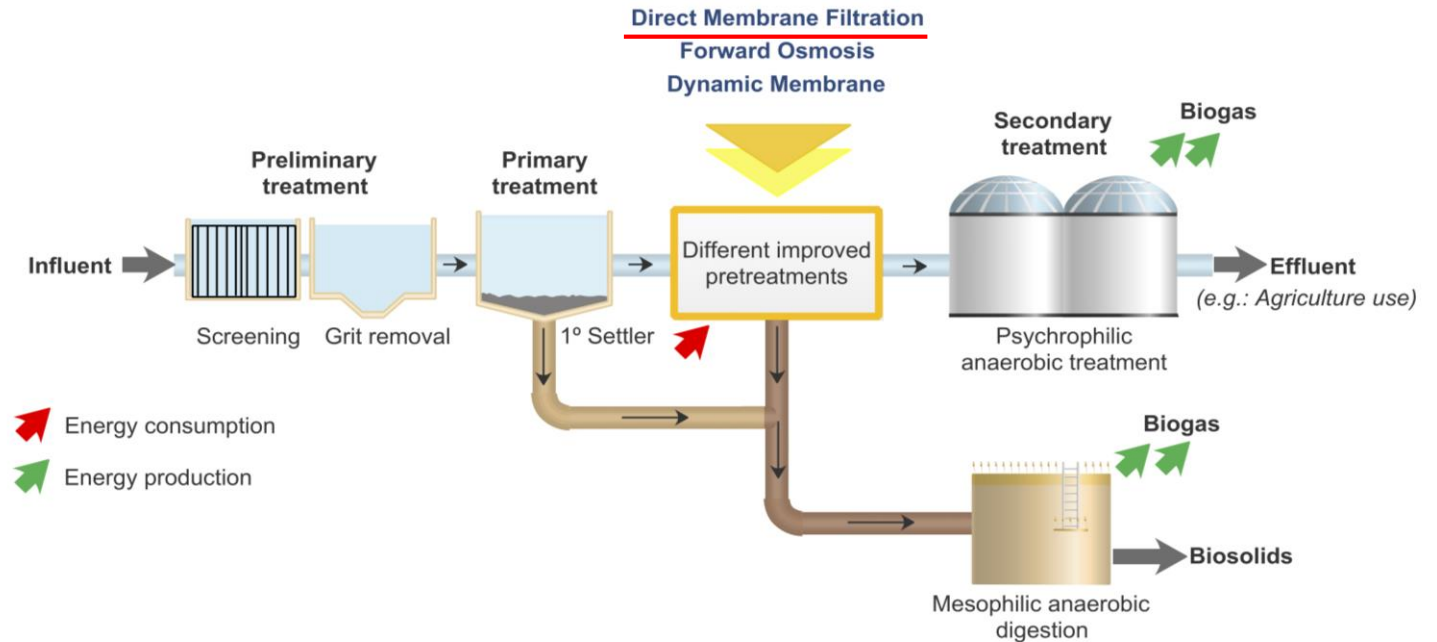 Direct Membrane Filtration
Forward Osmosis
Dynamic Membrane
Preliminary
treatment
Primary
treatment
Secondary
treatment
Biogas
Influent
Different improved
pretreatments
Effluent
(e.g.: Agriculture use)
Screening
Grit removal
1º Settler
Psychrophilic
anaerobic treatment
Energy consumption
Energy production
Biogas
Biosolids
Mesophilic anaerobic
digestion